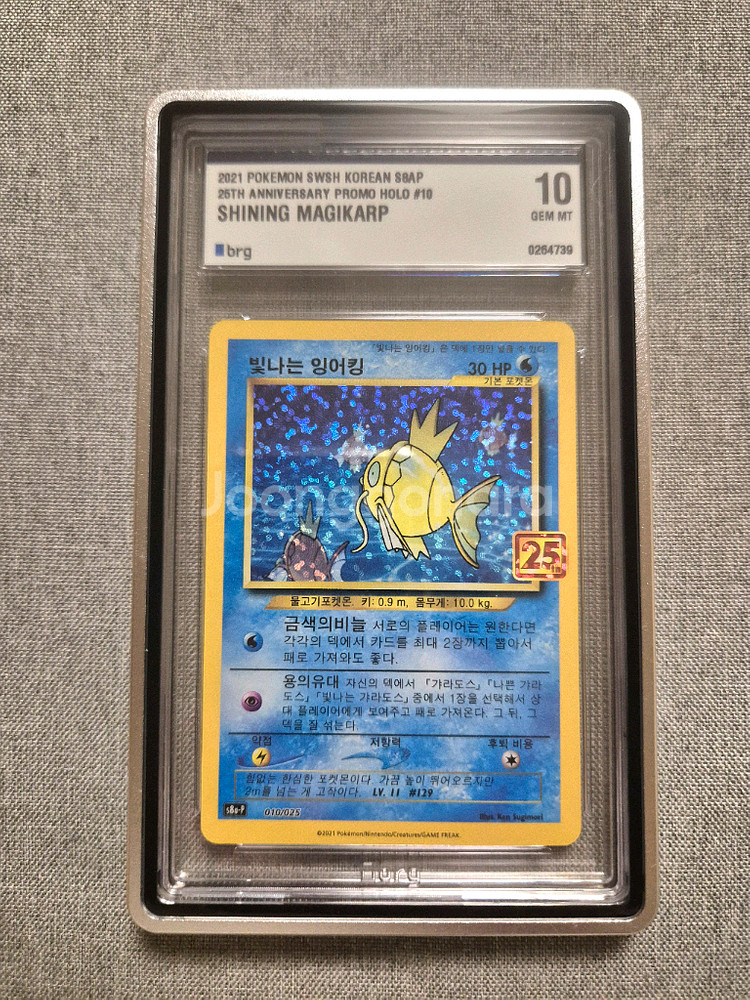 2021 POKEMON SWSH KOREAN S8AP
25TH ANNIVERSARY PROMO HOLO #10
SHINING MAGIKARP
10
GEM MT
brg
0264739
「빛나는 잉어킹」은 덱에 1장만 넣을 수 있다.
빛나는 잉어킹
30 HP
기본 포켓몬
Joongonara
25th
물고기포켓몬. 키: 0.9 m, 몸무게: 10.0 kg.
금색의비늘 서로의 플레이어는 원한다면
각각의 덱에서 카드를 최대 2장까지 뽑아서
패로 가져와도 좋다.
용의유대 자신의 덱에서 「갸라도스」「나쁜 갸라
도스」「빛나는 갸라도스」 중에서 1장을 선택해서 상
대 플레이어에게 보여주고 패로 가져온다. 그 뒤, 그
덱을 잘 섞는다.
약점
저항력
후퇴 비용
힘없는 한심한 포켓몬이다. 가끔 높이 뛰어오르지만
2m를 넘는 게 고작이다. LV. 11 #129
s8a-P
010/025
Illus. Ken Sugimori
©2021 Pokémon/Nintendo/Creatures/GAME FREAK.